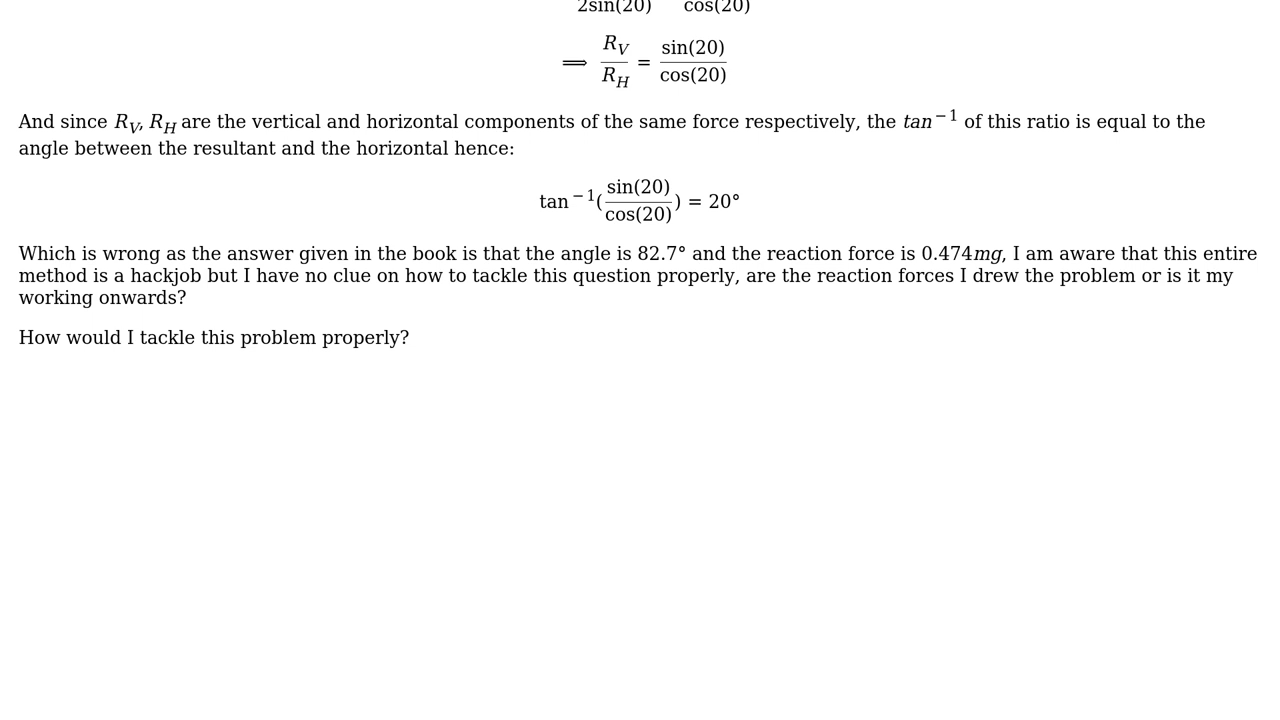 2sin(20) cos(20)
⟹ R_V/R_H = sin(20)/cos(20)
And since R_V, R_H are the vertical and horizontal components of the same force respectively, the tan^−1 of this ratio is equal to the
angle between the resultant and the horizontal hence:
tan^−1(sin(20)/cos(20)) = 20°
Which is wrong as the answer given in the book is that the angle is 82.7° and the reaction force is 0.474mg, I am aware that this entire
method is a hackjob but I have no clue on how to tackle this question properly, are the reaction forces I drew the problem or is it my
working onwards?
How would I tackle this problem properly?